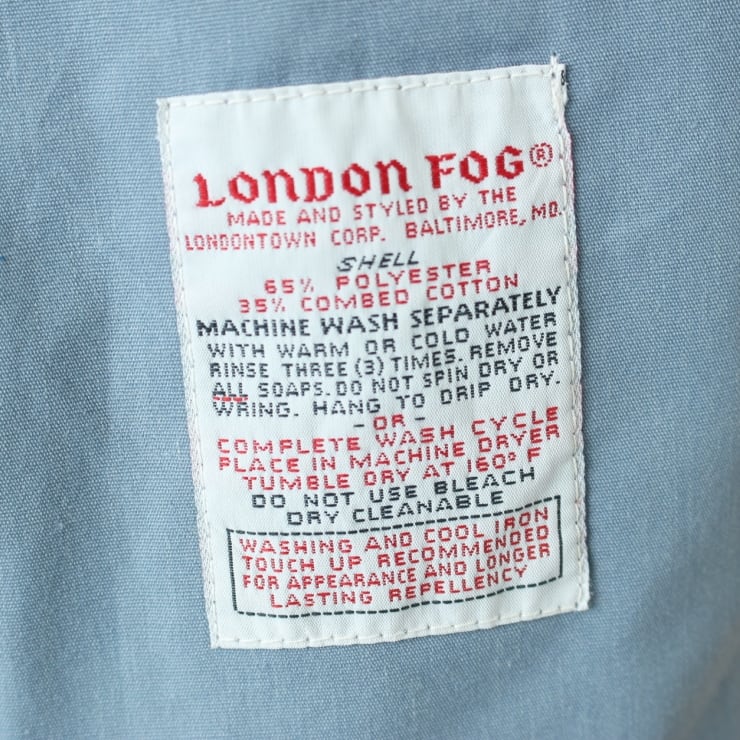 LONDON FOG®
MADE AND STYLED BY THE
LONDONTOWN CORP. BALTIMORE, MD.
SHELL
65% POLYESTER
35% COMBED COTTON
MACHINE WASH SEPARATELY
WITH WARM OR COLD WATER
RINSE THREE (3) TIMES. REMOVE
ALL SOAPS. DO NOT SPIN DRY OR
WRING. HANG TO DRIP DRY.
- OR -
COMPLETE WASH CYCLE
PLACE IN MACHINE DRYER
TUMBLE DRY AT 160° F
DO NOT USE BLEACH
DRY CLEANABLE
WASHING AND COOL IRON
TOUCH UP RECOMMENDED
FOR APPEARANCE AND LONGER
LASTING REPELLENCY